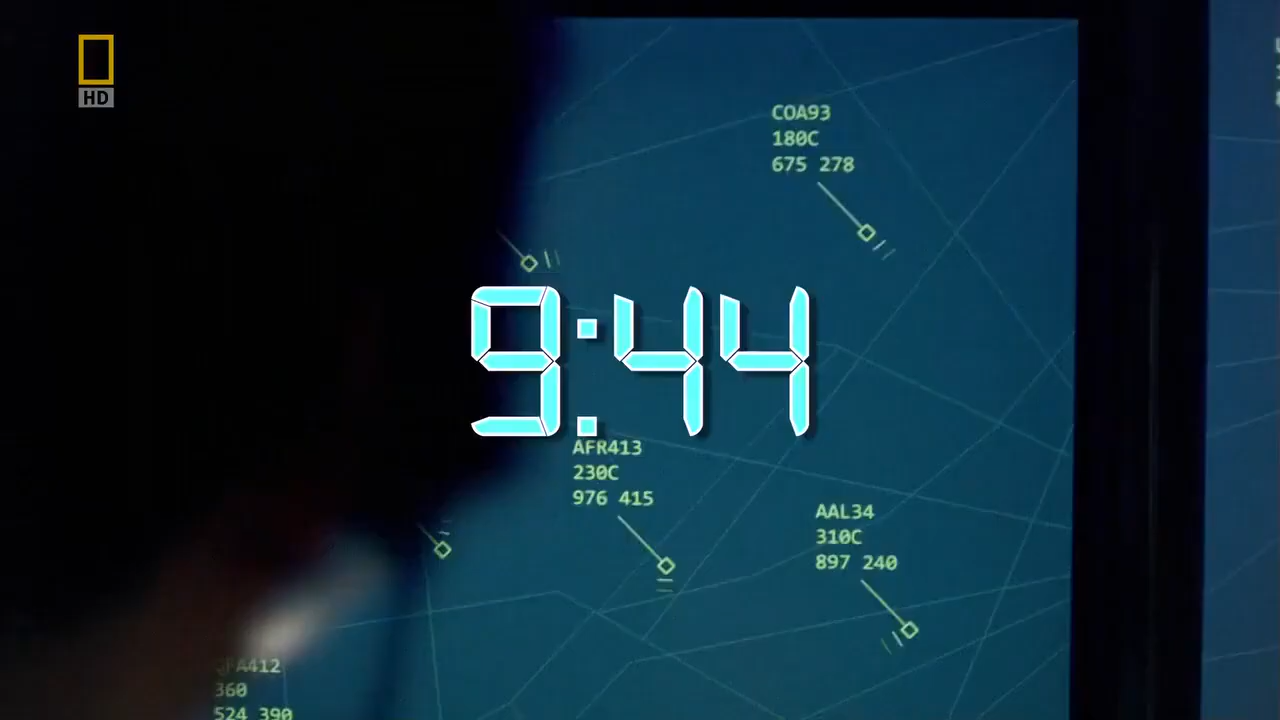 HD
COA93
180C
675 278
9:44
AFR413
230C
976 415
AAL34
310C
897 240
360
524 390